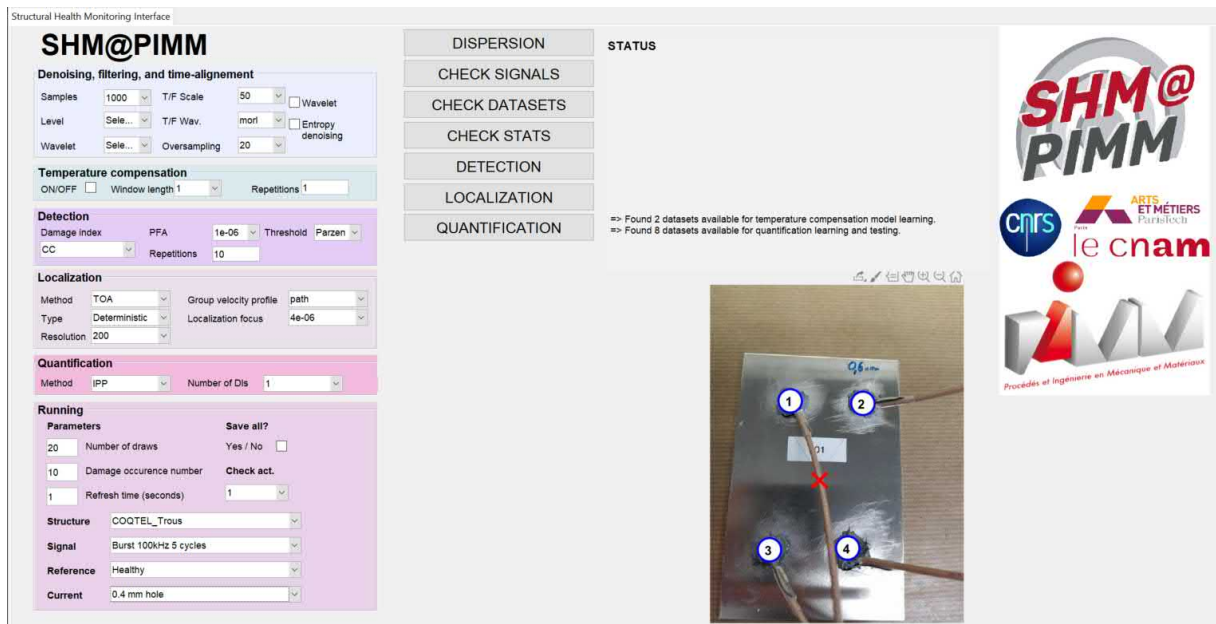 Structural Health Monitoring Interface
SHM@PIMM
Denoising, filtering, and time-alignement
Samples 1000 T/F Scale 50 Wavelet
Level Sele... T/F Wav. morl Entropy denoising
Wavelet Sele... Oversampling 20
Temperature compensation
ON/OFF Window length 1 Repetitions 1
Detection
Damage index PFA 1e-06 Threshold Parzen
CC Repetitions 10
Localization
Method TOA Group velocity profile path
Type Deterministic Localization focus 4e-06
Resolution 200
Quantification
Method IPP Number of DIs 1
Running
Parameters Save all?
20 Number of draws Yes / No
10 Damage occurence number Check act.
1 Refresh time (seconds) 1
Structure COQTEL_Trous
Signal Burst 100kHz 5 cycles
Reference Healthy
Current 0.4 mm hole
DISPERSION
CHECK SIGNALS
CHECK DATASETS
CHECK STATS
DETECTION
LOCALIZATION
QUANTIFICATION
STATUS
=> Found 2 datasets available for temperature compensation model learning.
=> Found 8 datasets available for quantification learning and testing.
0,6
1 2
01
3 4
SHM@
PIMM
cnrs
ARTS
ET MÉTIERS
ParisTech
Paris
le cnam
PIMM
Procédés et Ingénierie en Mécanique et Matériaux